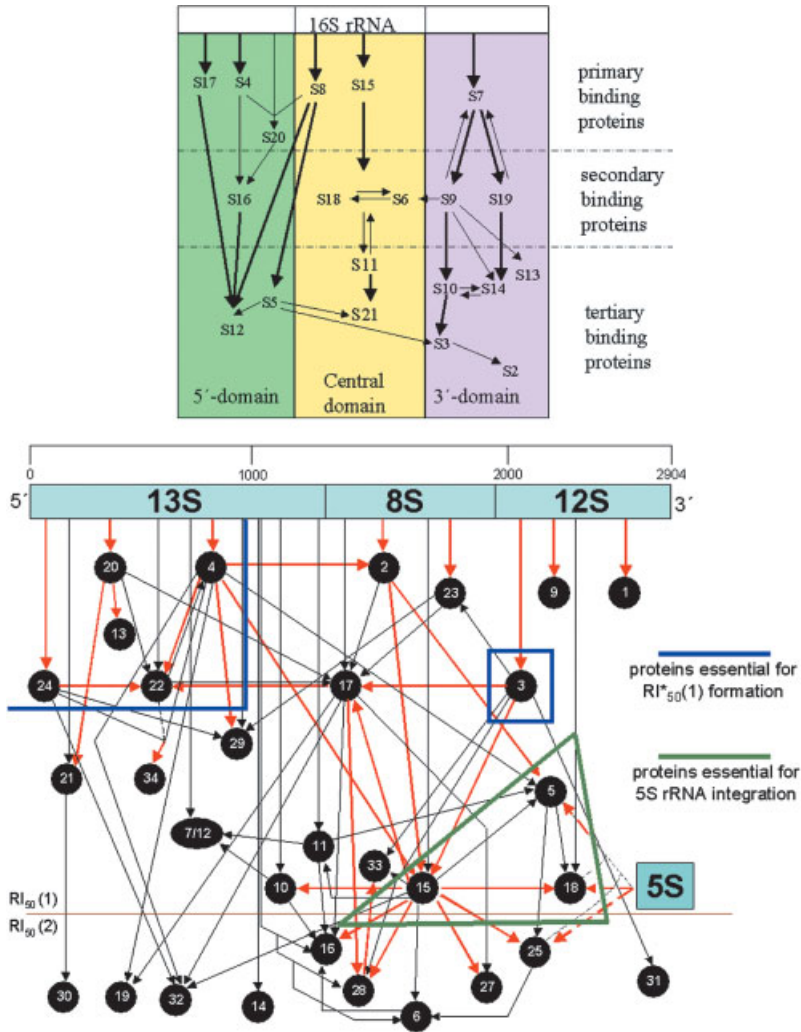 16S rRNA
S17 S4 S8 S15 S7
S20
primary
binding
proteins
S16 S18 S6 S9 S19
secondary
binding
proteins
S11 S13
S10 S14
S12 S5 S21
S3
S2
tertiary
binding
proteins
5´-domain Central
domain 3´-domain
0 1000 2000 2904
5´ 13S 8S 12S 3´
20 4 2 23 9 1
13
24 22 17 3
proteins essential for
RI*50(1) formation
29
21 34 5
proteins essential for
5S rRNA integration
7/12 11
33
10 15 18 5S
RI50(1)
RI50(2)
16 25
30 19 32 14 28 27 31
6